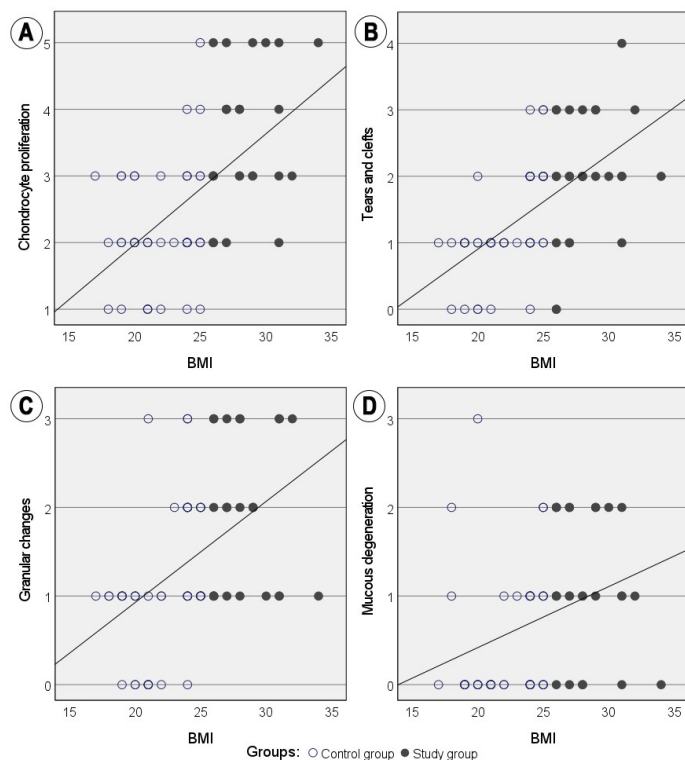 A
Chondrocyte proliferation
5
4
3
2
1
15 20 25 30 35
BMI
B
Tears and clefts
4
3
2
1
0
15 20 25 30 35
BMI
C
Granular changes
3
2
1
0
15 20 25 30 35
BMI
D
Mucous degeneration
3
2
1
0
15 20 25 30 35
BMI
Groups: Control group Study group